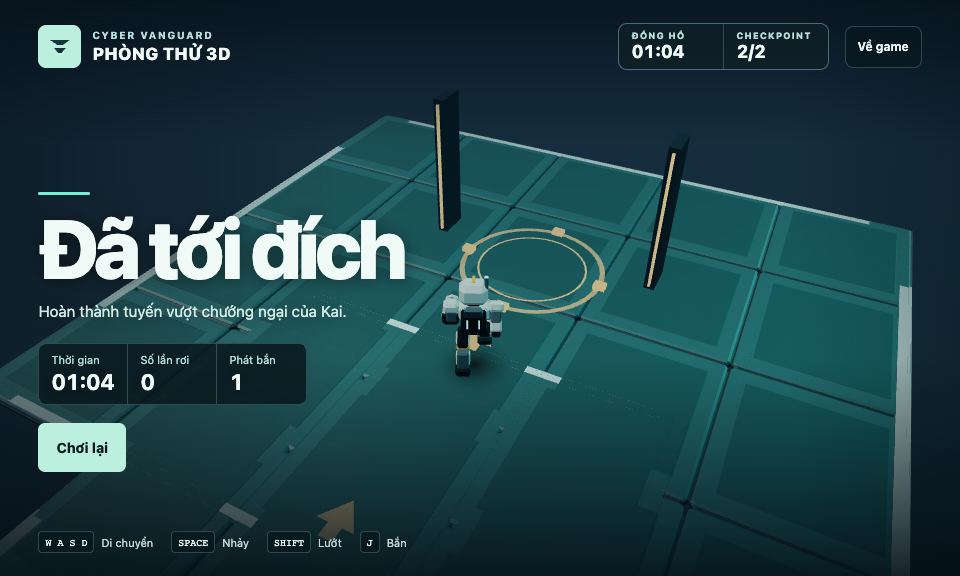 CYBER VANGUARD
PHÒNG THỬ 3D
ĐỒNG HỒ
01:04
CHECKPOINT
2/2
Về game
Đã tới đích
Hoàn thành tuyến vượt chướng ngại của Kai.
Thời gian
01:04
Số lần rơi
0
Phát bắn
1
Chơi lại
W A S D Di chuyển SPACE Nhảy SHIFT Lướt J Bắn